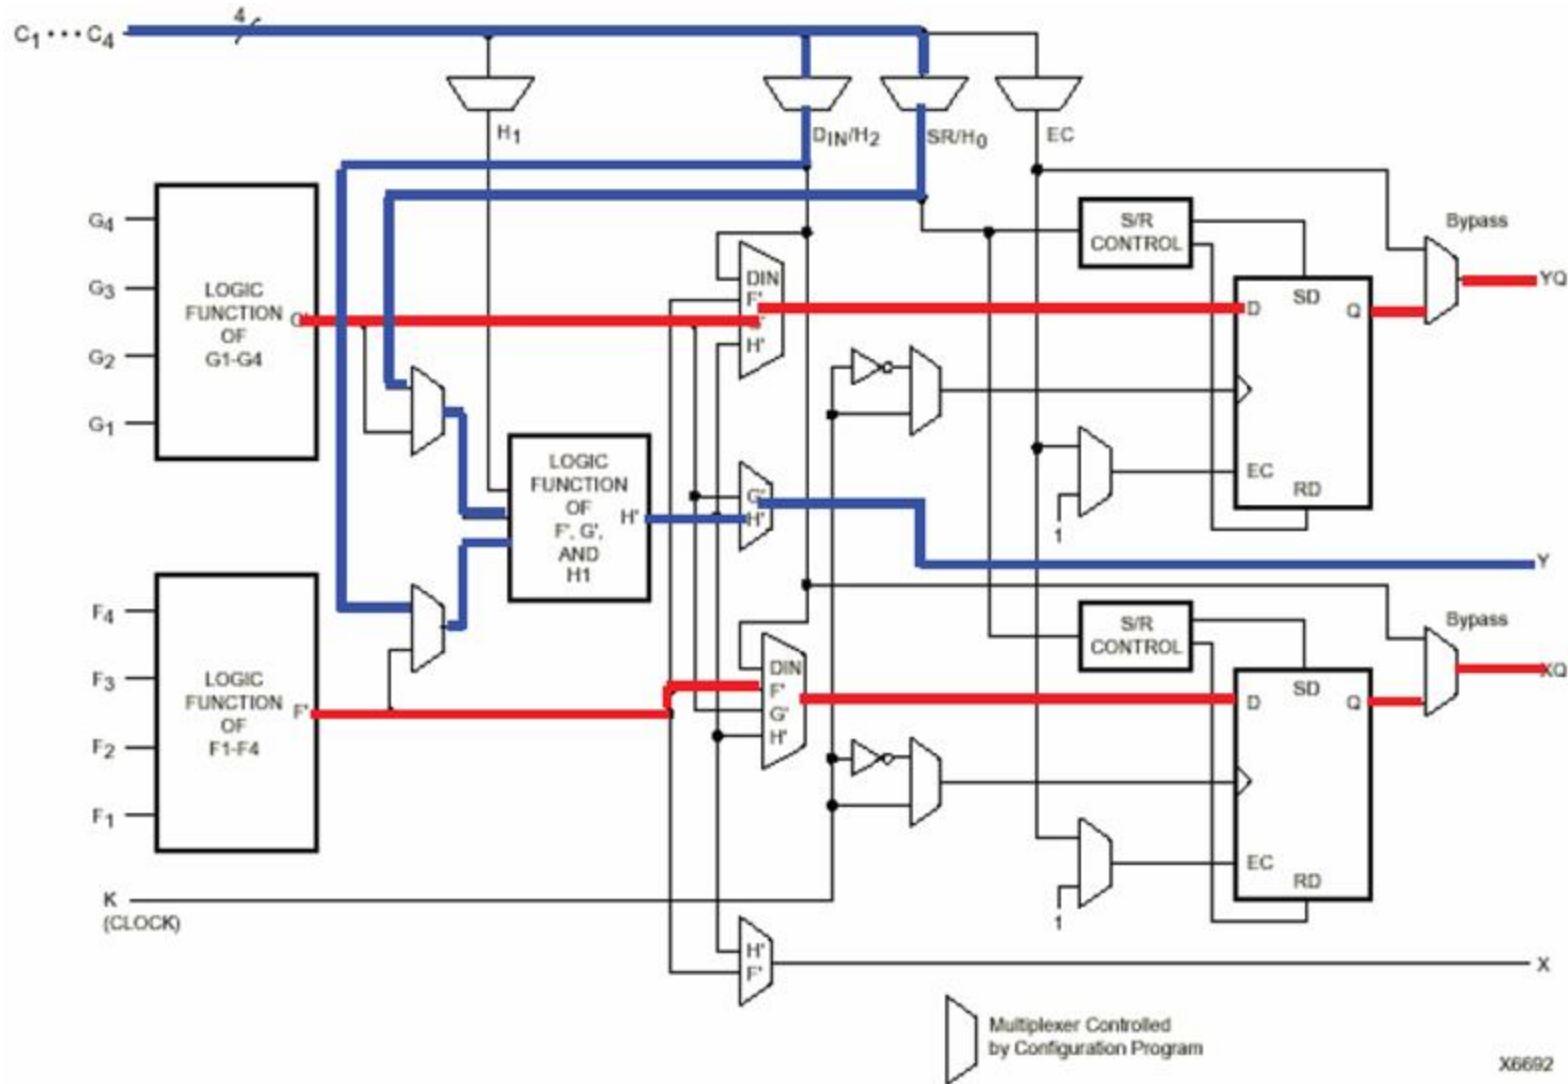 C1 ••• C4
4
H1
DIN/H2
SR/H0
EC
G4
G3
G2
G1
LOGIC
FUNCTION
OF
G1-G4
DIN
F'
H'
S/R
CONTROL
Bypass
YQ
D
SD
Q
EC
RD
1
LOGIC
FUNCTION
OF
F', G',
AND
H1
H'
G'
H'
Y
F4
F3
F2
F1
LOGIC
FUNCTION
OF
F1-F4
F'
DIN
F'
G'
H'
S/R
CONTROL
Bypass
XQ
D
SD
Q
EC
RD
1
K
(CLOCK)
H'
F'
X
Multiplexer Controlled
by Configuration Program
X6692